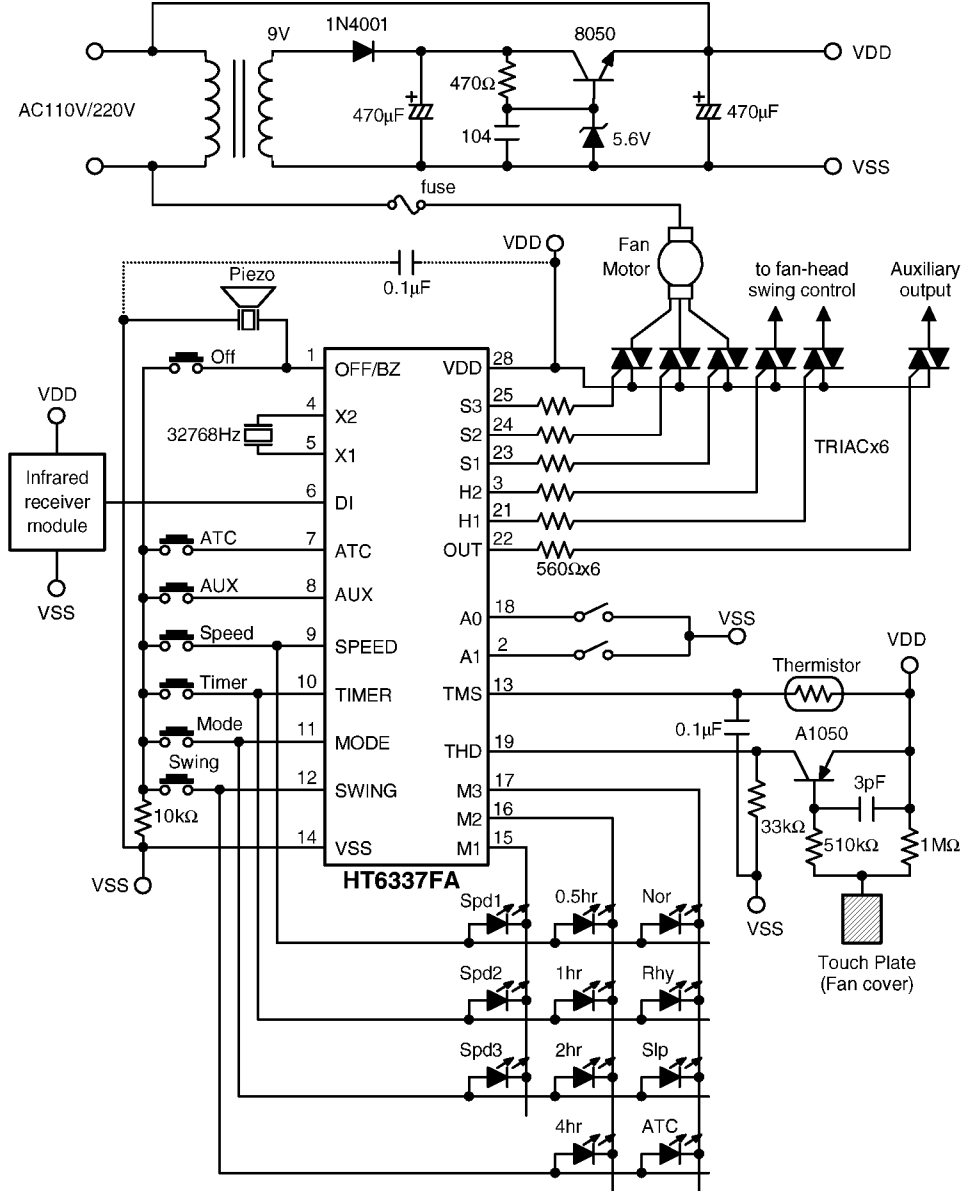 1N4001
9V
8050
VDD
470Ω
AC110V/220V
+
470µF
104
5.6V
+
470µF
VSS
fuse
VDD
Fan
Motor
0.1µF
Piezo
to fan-head
swing control
Auxiliary
output
Off
1
OFF/BZ
VDD
28
VDD
4
X2
S3
25
32768Hz
5
X1
S2
24
TRIACx6
S1
23
Infrared
receiver
module
6
DI
H2
3
H1
21
ATC
7
ATC
OUT
22
560Ωx6
VSS
AUX
8
AUX
A0
18
VSS
Speed
9
SPEED
A1
2
VDD
Thermistor
Timer
10
TIMER
TMS
13
0.1µF
A1050
Mode
11
MODE
THD
19
Swing
12
SWING
M3
17
3pF
10kΩ
M2
16
33kΩ
510kΩ
1MΩ
14
VSS
M1
15
VSS
HT6337FA
Spd1
0.5hr
Nor
VSS
Touch Plate
(Fan cover)
Spd2
1hr
Rhy
Spd3
2hr
Slp
4hr
ATC